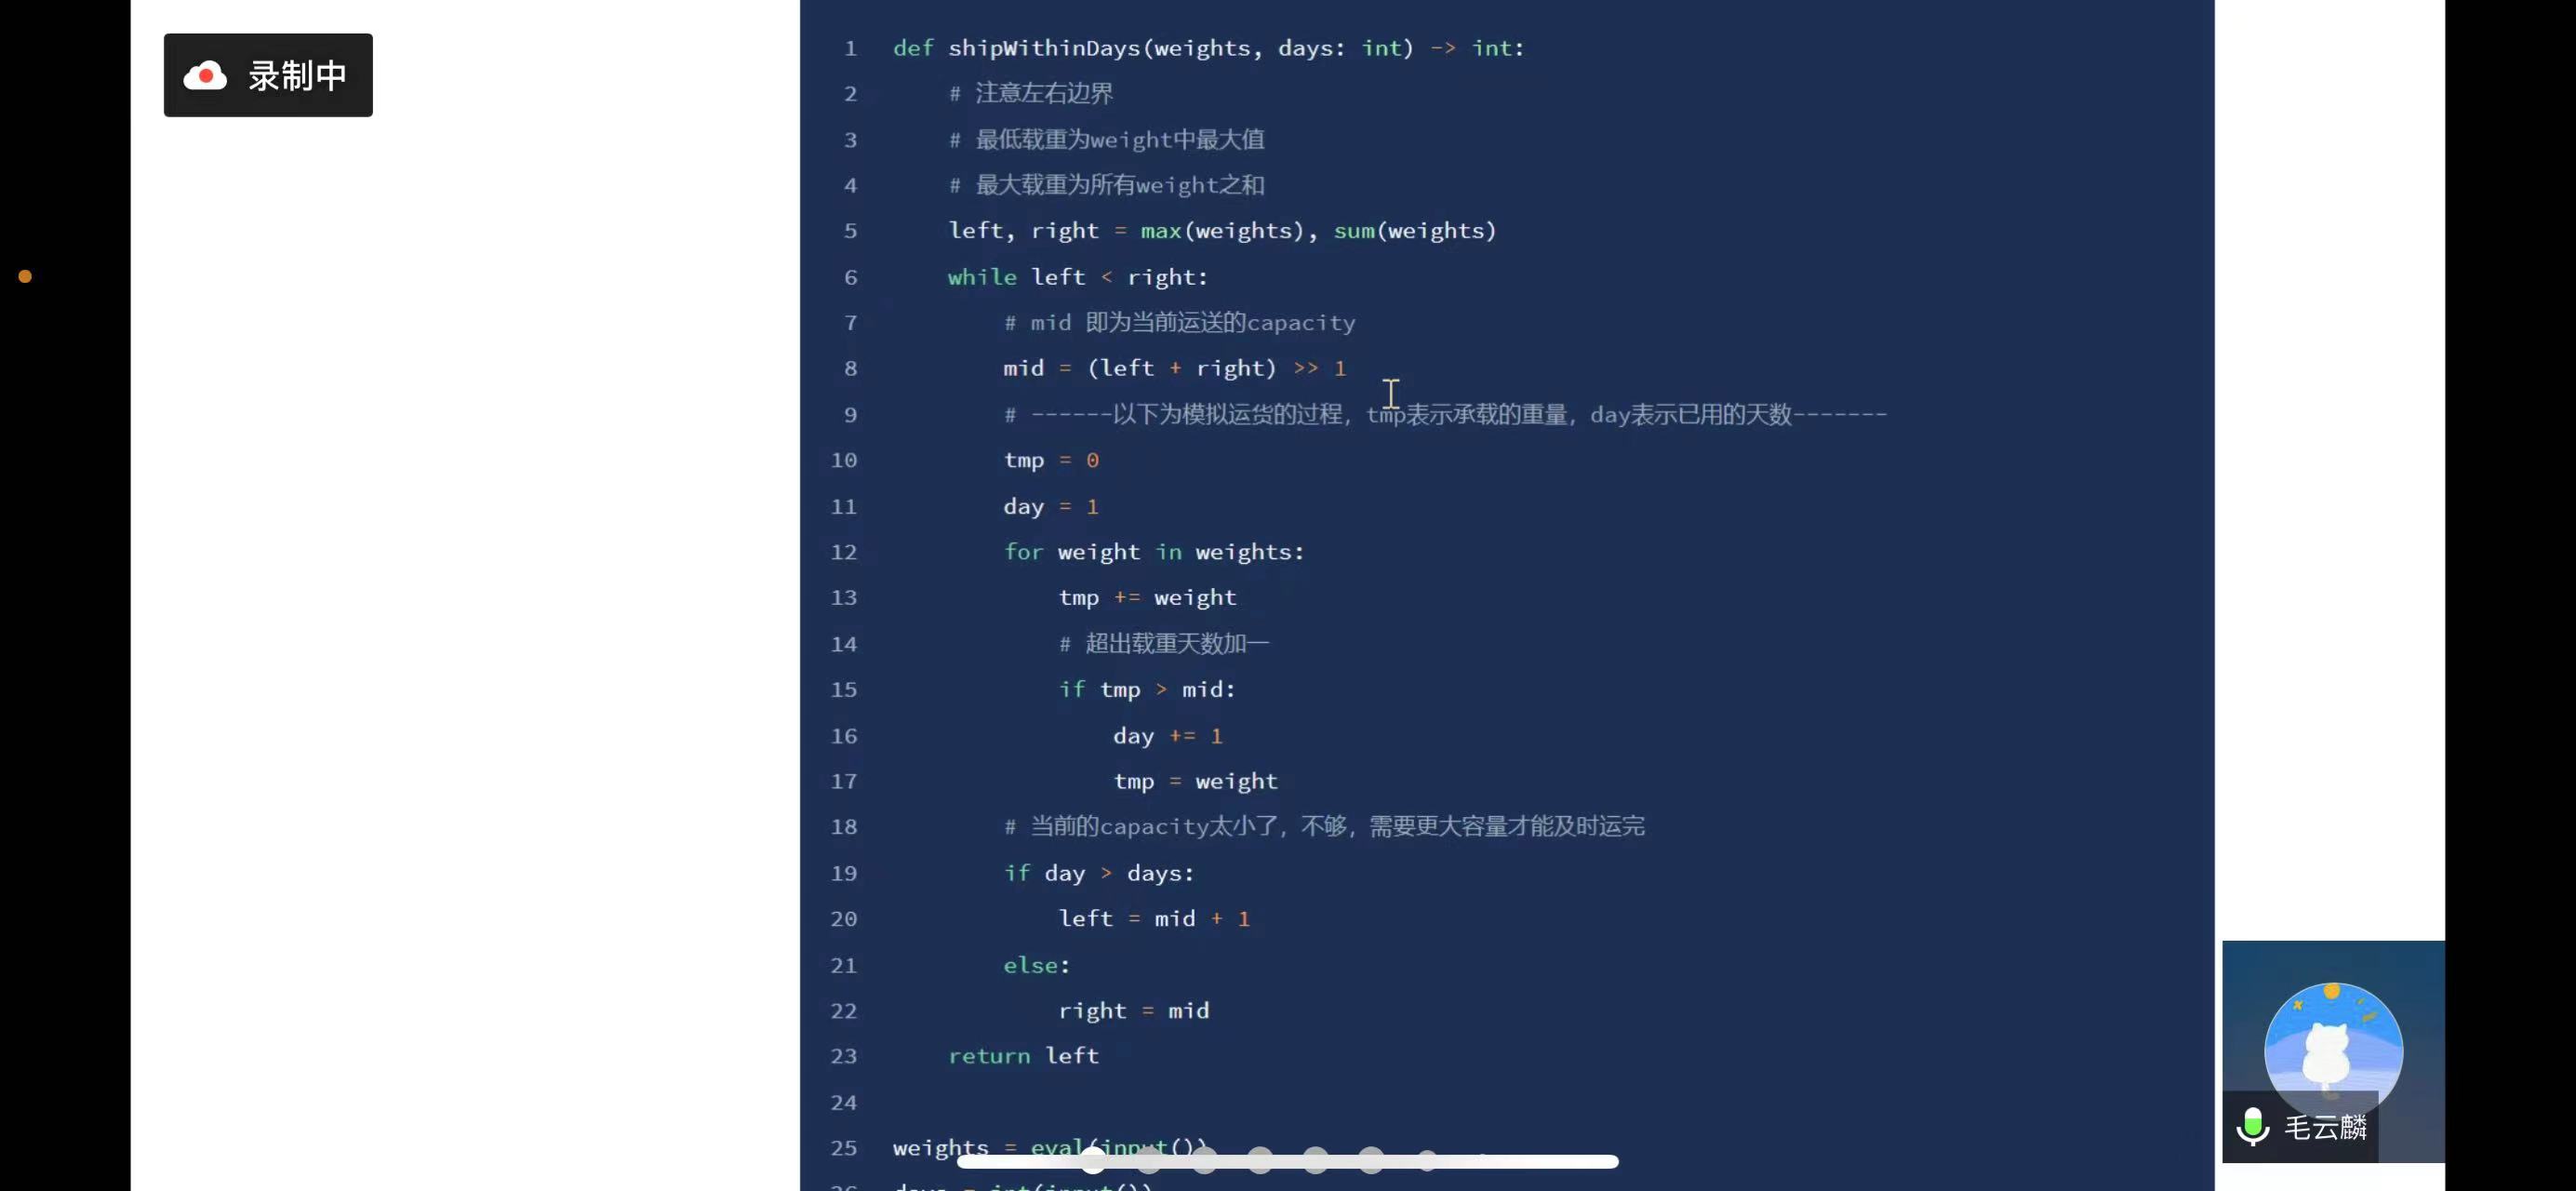 录制中
1 def shipWithinDays(weights, days: int) -> int:
2     # 注意左右边界
3     # 最低载重为weight中最大值
4     # 最大载重为所有weight之和
5     left, right = max(weights), sum(weights)
6     while left < right:
7         # mid 即为当前运送的capacity
8         mid = (left + right) >> 1
9         # ------以下为模拟运货的过程，tmp表示承载的重量，day表示已用的天数-------
10         tmp = 0
11         day = 1
12         for weight in weights:
13             tmp += weight
14             # 超出载重天数加一
15             if tmp > mid:
16                 day += 1
17                 tmp = weight
18         # 当前的capacity太小了，不够，需要更大容量才能及时运完
19         if day > days:
20             left = mid + 1
21         else:
22             right = mid
23     return left
24
25 weights = eval(input())
26 days = int(input())
毛云麟